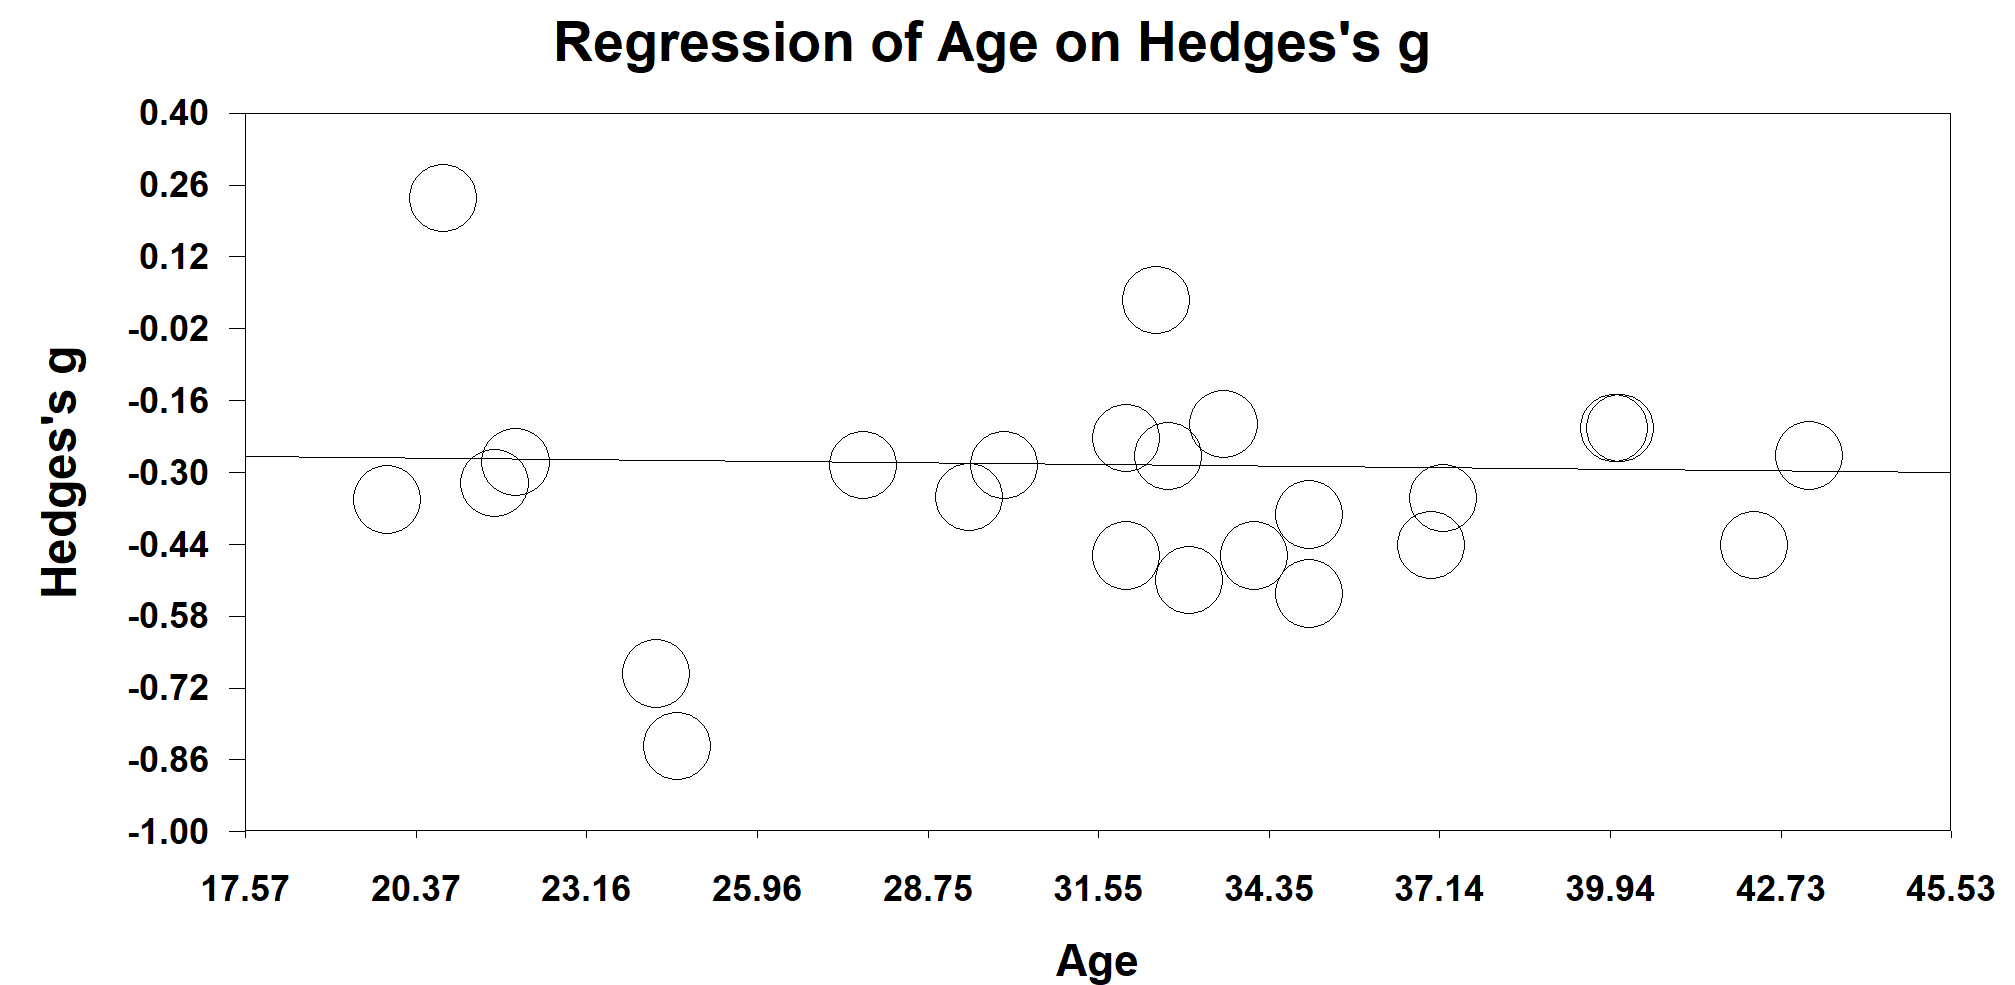 Regression of Age on Hedges's g
0.40
0.26
0.12
-0.02
-0.16
-0.30
-0.44
-0.58
-0.72
-0.86
-1.00
Hedges's g
17.57 20.37 23.16 25.96 28.75 31.55 34.35 37.14 39.94 42.73 45.53
Age